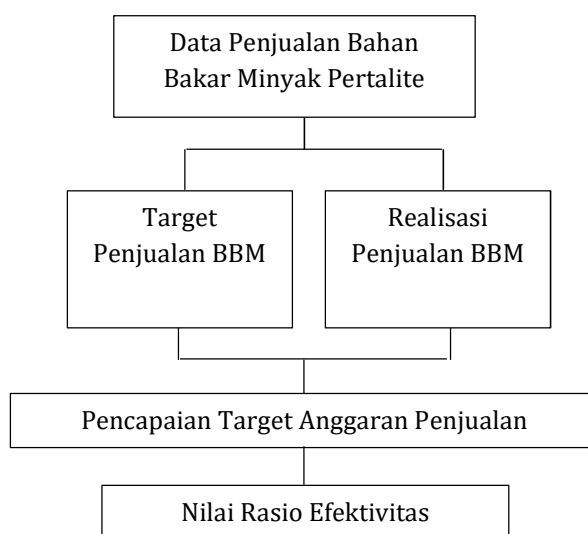 Data Penjualan Bahan
Bakar Minyak Pertalite
Target
Penjualan BBM
Realisasi
Penjualan BBM
Pencapaian Target Anggaran Penjualan
Nilai Rasio Efektivitas